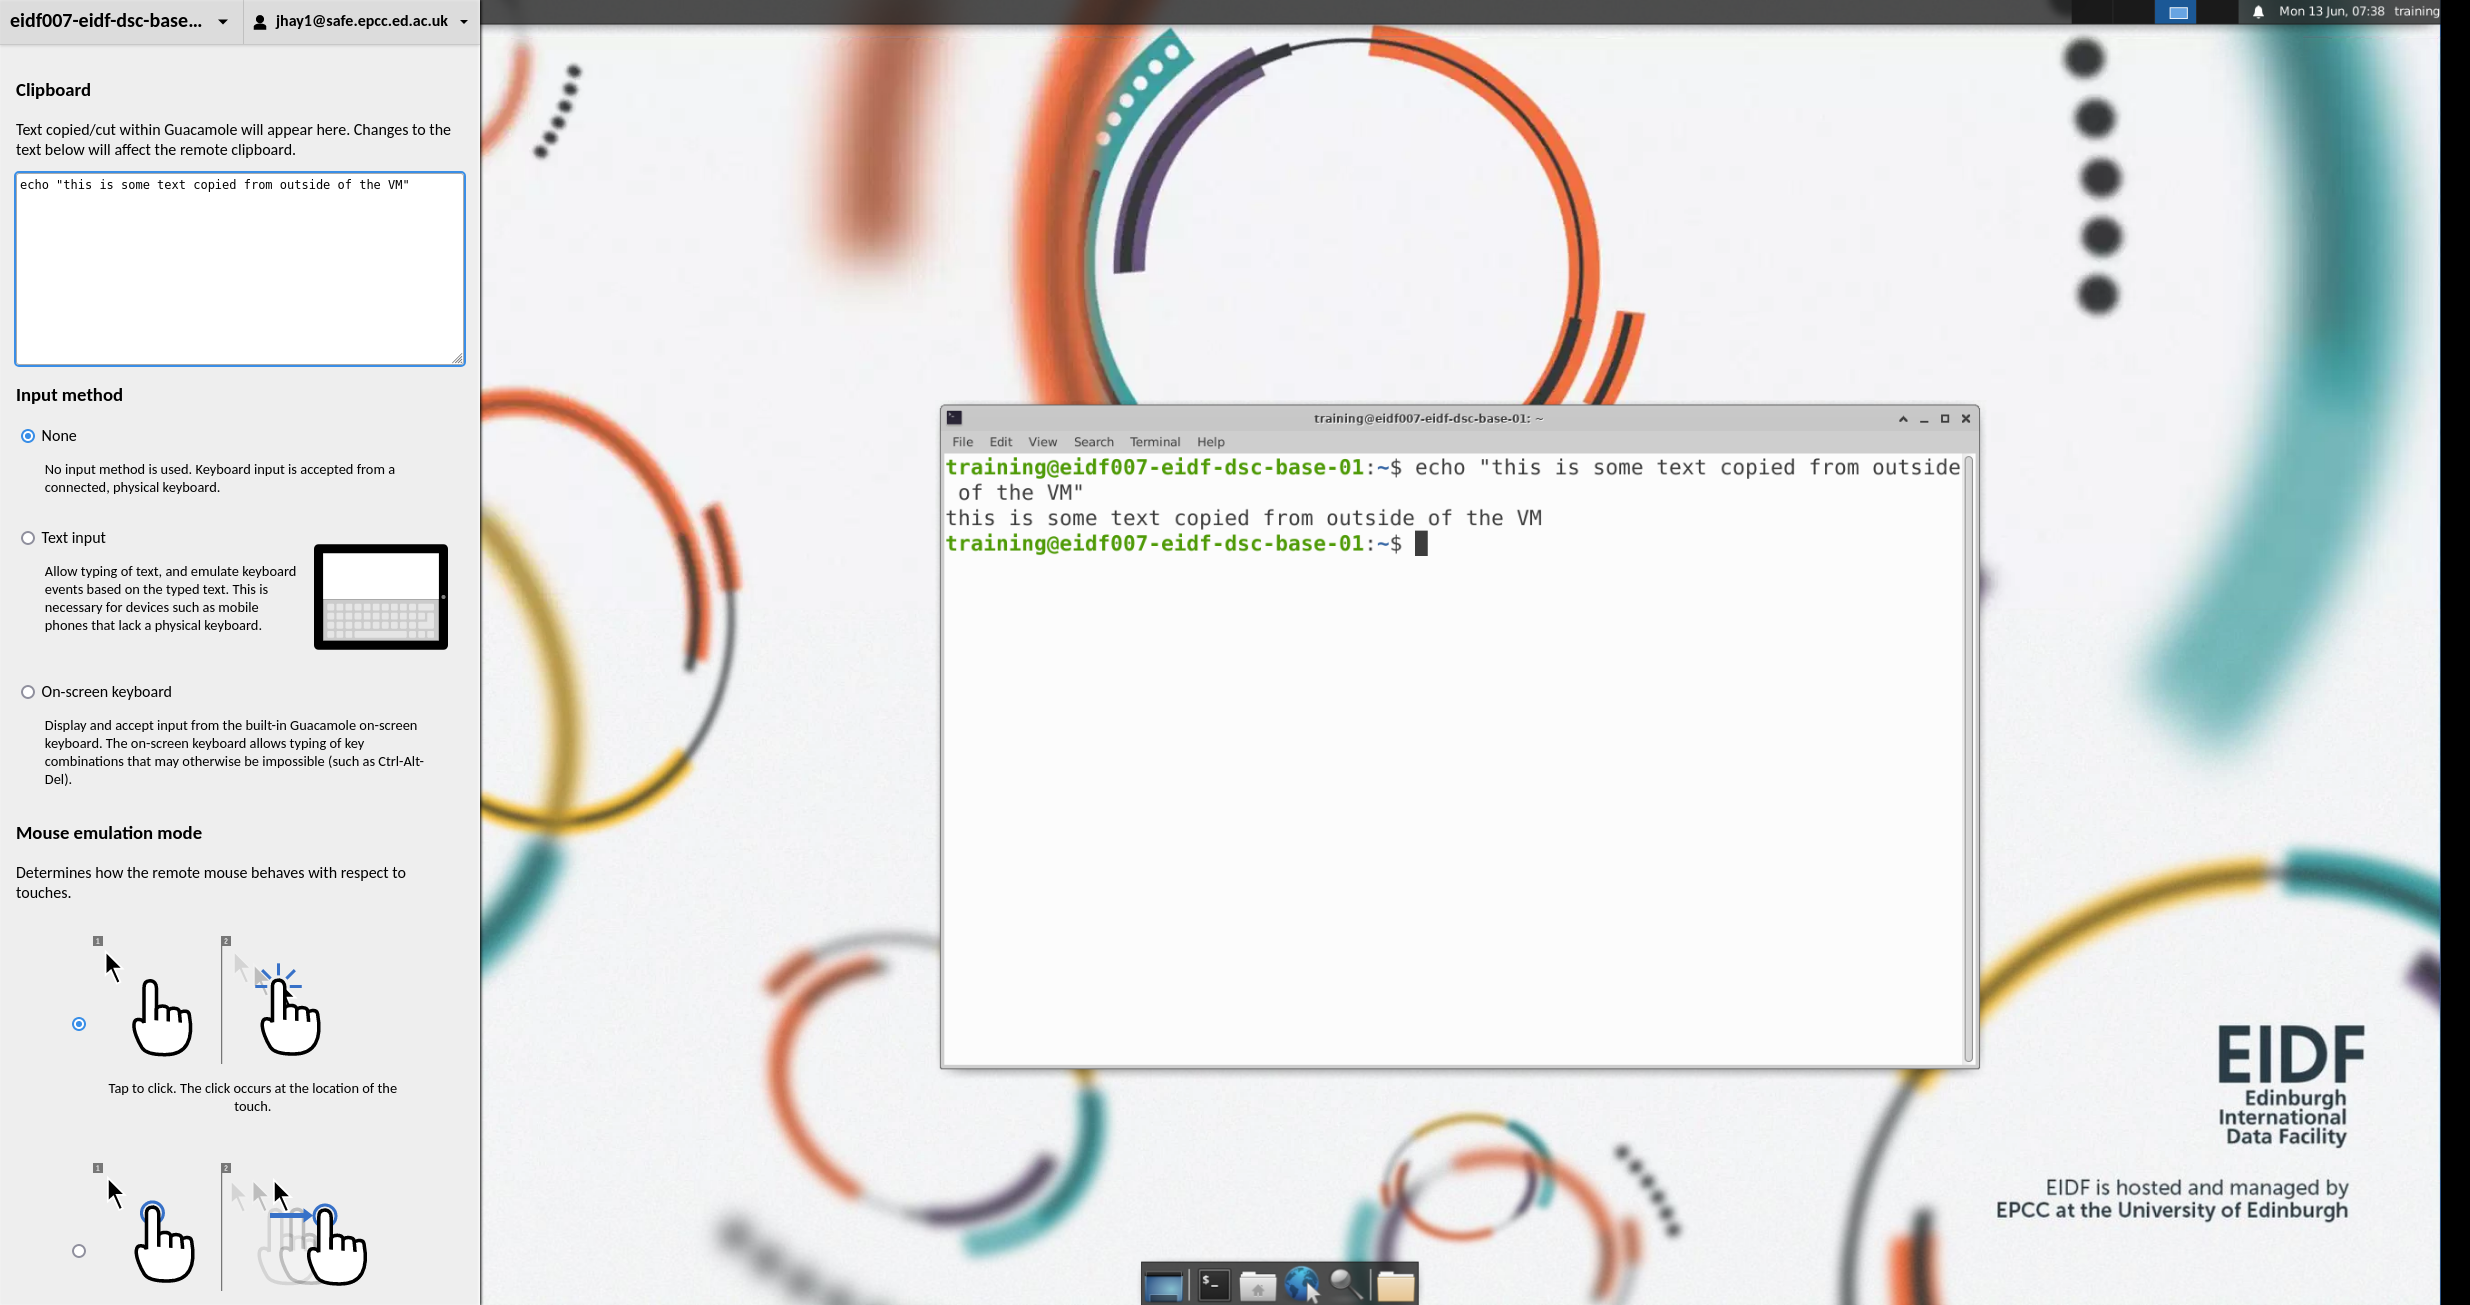 eidf007-eidf-dsc-base...
jhay1@safe.epcc.ed.ac.uk
Clipboard
Text copied/cut within Guacamole will appear here. Changes to the
text below will affect the remote clipboard.
echo "this is some text copied from outside of the VM"
Input method
None
No input method is used. Keyboard input is accepted from a
connected, physical keyboard.
Text input
Allow typing of text, and emulate keyboard
events based on the typed text. This is
necessary for devices such as mobile
phones that lack a physical keyboard.
On-screen keyboard
Display and accept input from the built-in Guacamole on-screen
keyboard. The on-screen keyboard allows typing of key
combinations that may otherwise be impossible (such as Ctrl-Alt-
Del).
Mouse emulation mode
Determines how the remote mouse behaves with respect to
touches.
1 2
Tap to click. The click occurs at the location of the
touch.
1 2
Mon 13 Jun, 07:38 training
training@eidf007-eidf-dsc-base-01: ~
File Edit View Search Terminal Help
training@eidf007-eidf-dsc-base-01:~$ echo "this is some text copied from outside
of the VM"
this is some text copied from outside of the VM
training@eidf007-eidf-dsc-base-01:~$
EIDF
Edinburgh
International
Data Facility
EIDF is hosted and managed by
EPCC at the University of Edinburgh
$_